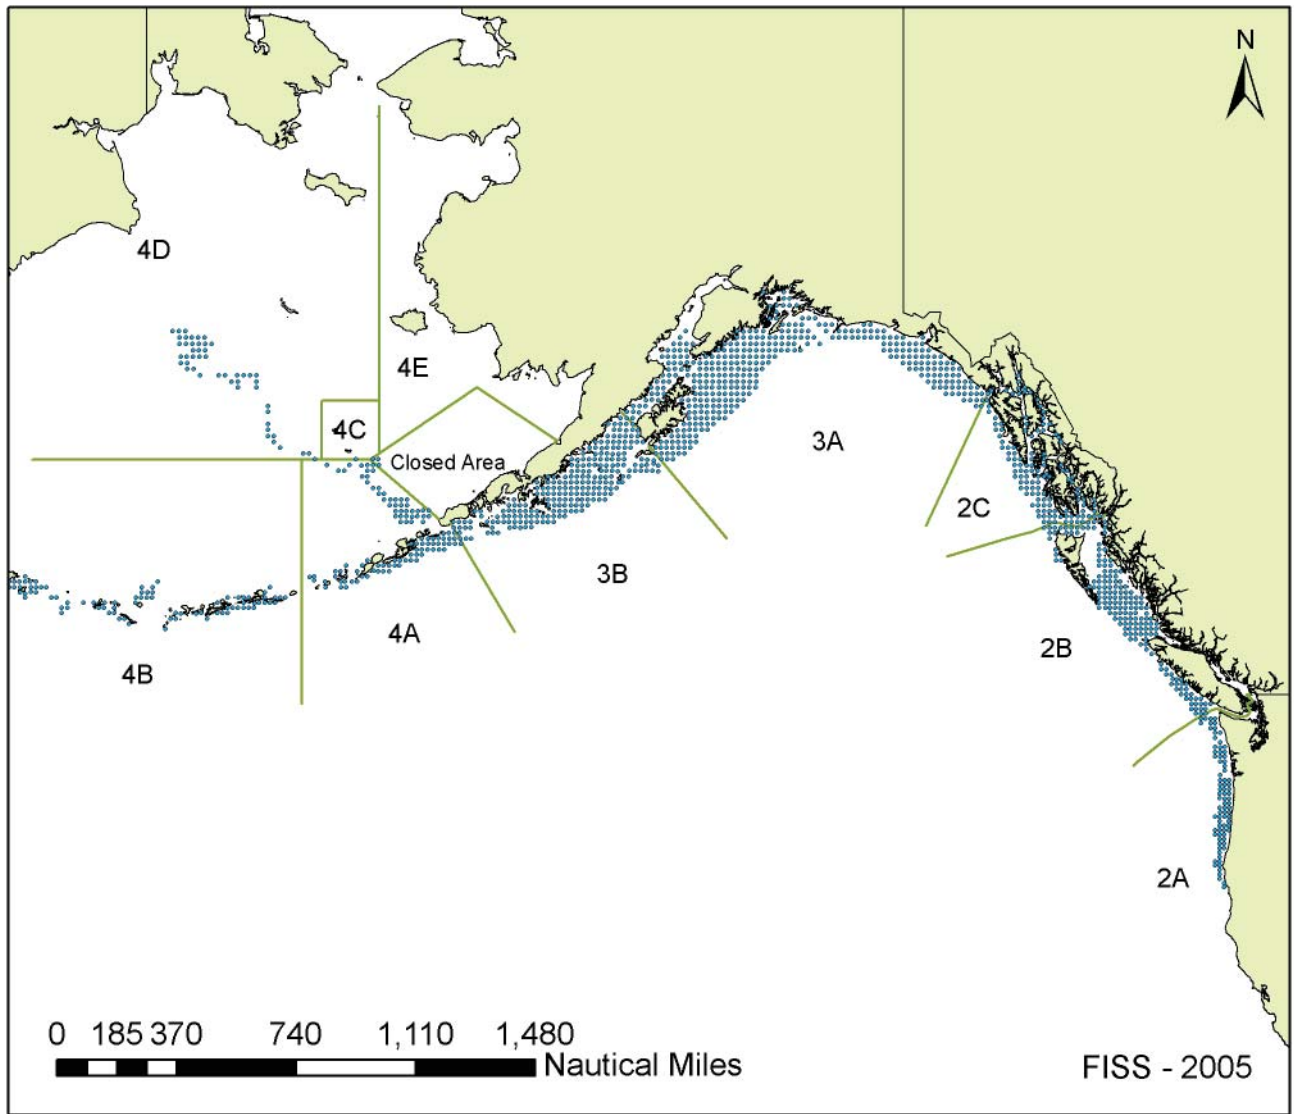 N
4D
4E
4C
Closed Area
3A
2C
3B
4A
2B
4B
2A
0 185 370 740 1,110 1,480
Nautical Miles
FISS - 2005